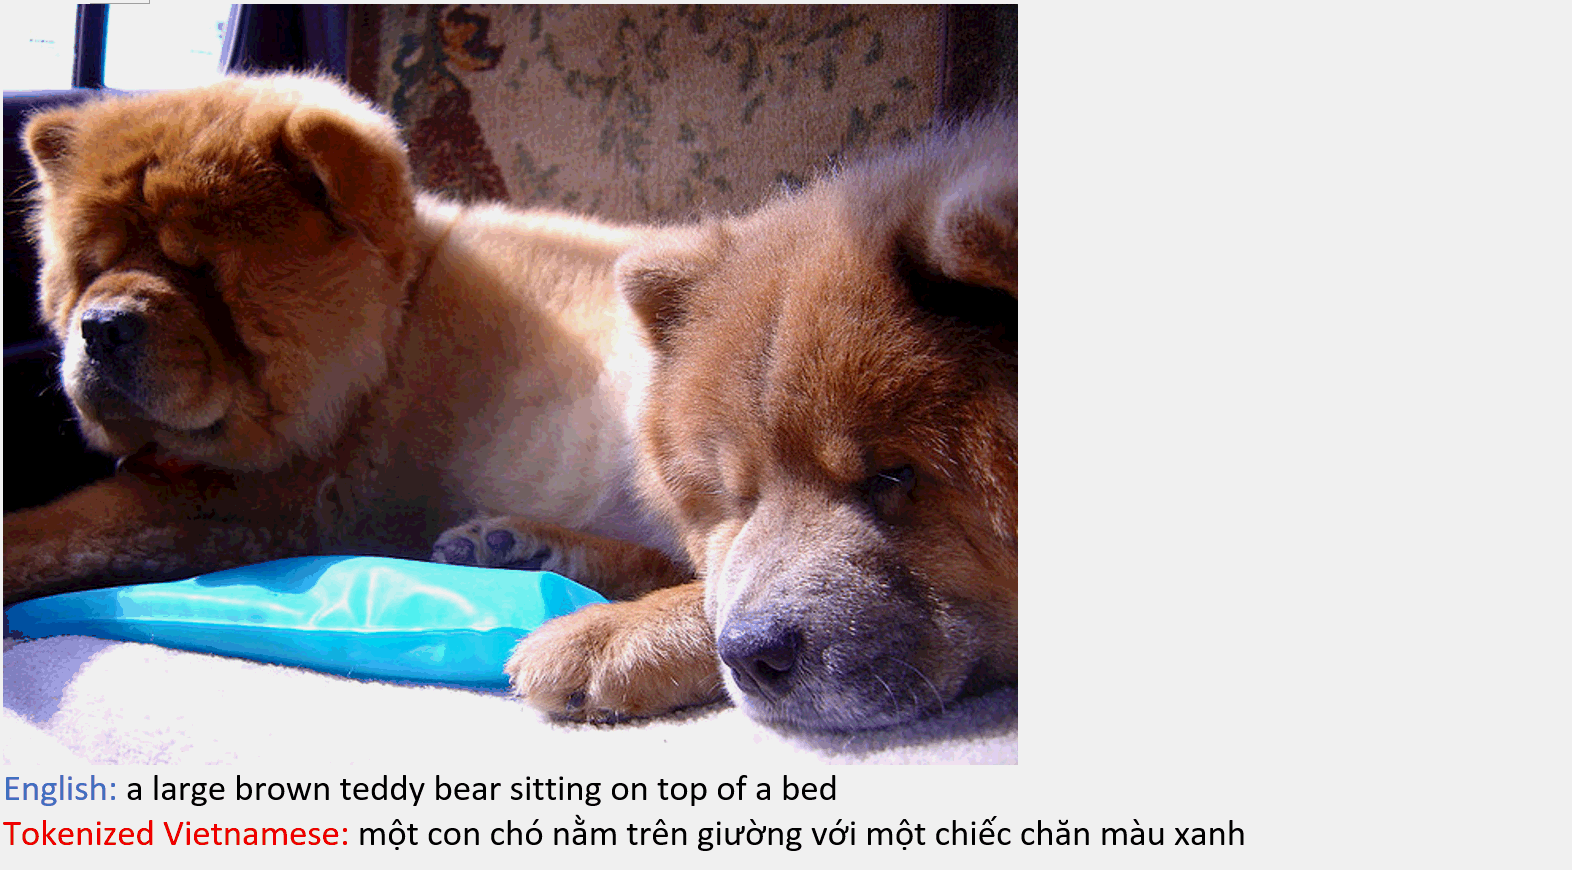 English: a large brown teddy bear sitting on top of a bed
Tokenized Vietnamese: một con chó nằm trên giường với một chiếc chăn màu xanh